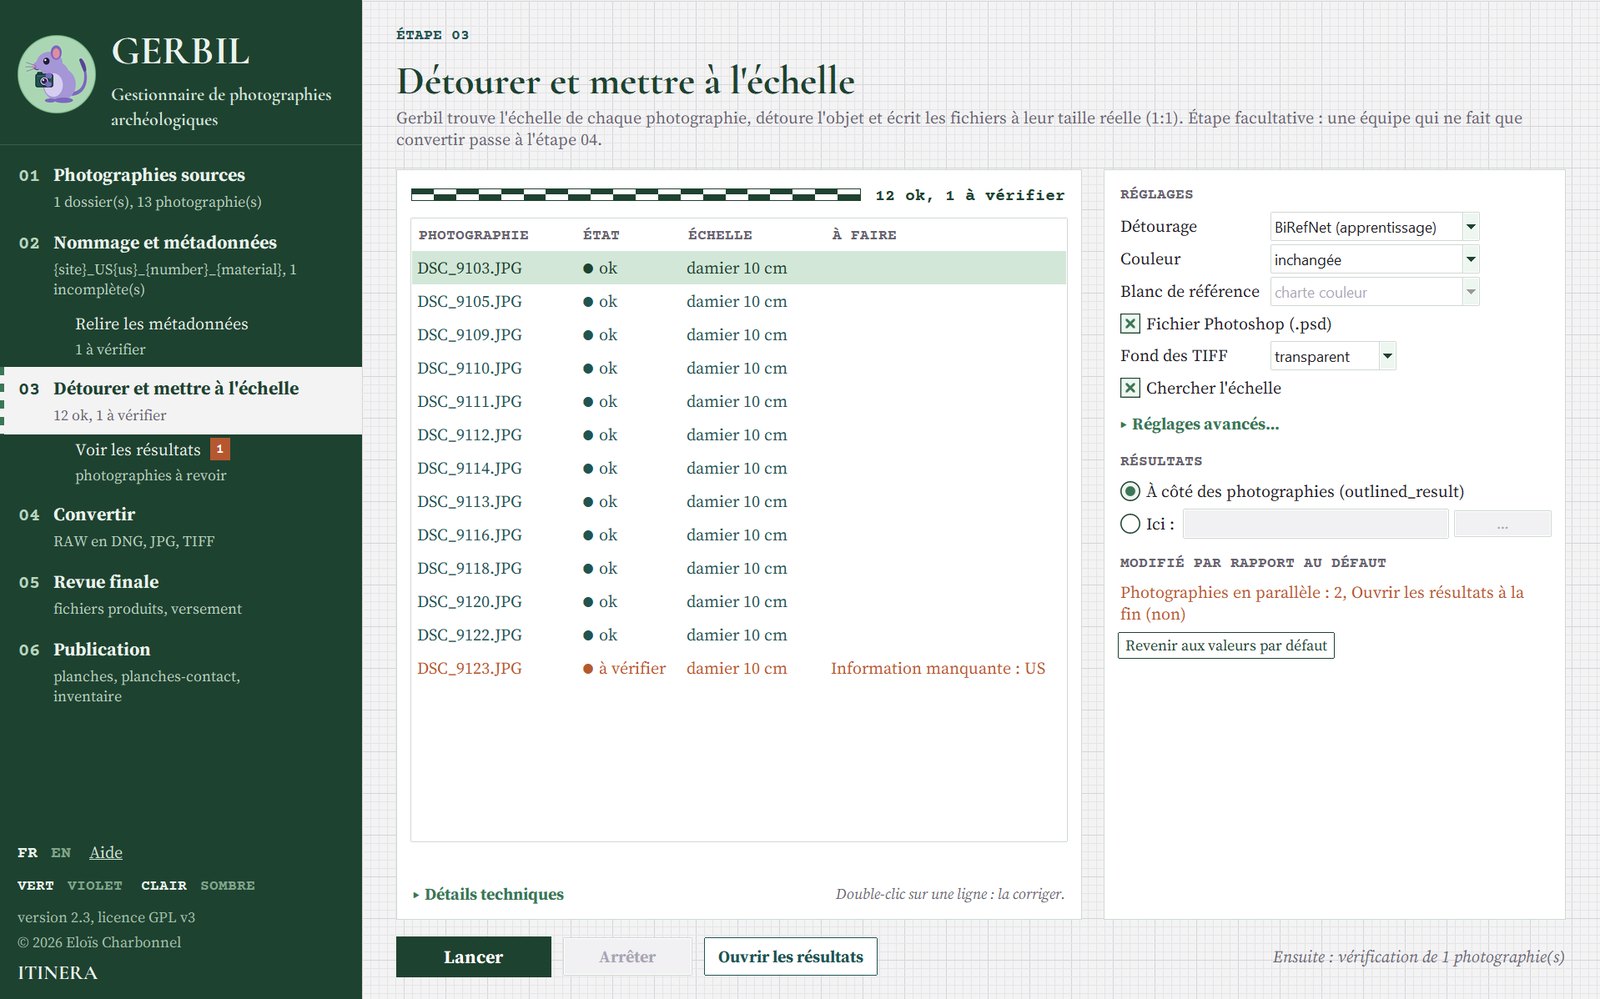 GERBIL
Gestionnaire de photographies
archéologiques
01 Photographies sources
1 dossier(s), 13 photographie(s)
02 Nommage et métadonnées
{site}_US{us}_{number}_{material}, 1
incomplète(s)
Relire les métadonnées
1 à vérifier
03 Détourer et mettre à l'échelle
12 ok, 1 à vérifier
Voir les résultats 1
photographies à revoir
04 Convertir
RAW en DNG, JPG, TIFF
05 Revue finale
fichiers produits, versement
06 Publication
planches, planches-contact,
inventaire
FR EN Aide
VERT VIOLET CLAIR SOMBRE
version 2.3, licence GPL v3
© 2026 Eloïs Charbonnel
ITINERA
ÉTAPE 03
Détourer et mettre à l'échelle
Gerbil trouve l'échelle de chaque photographie, détoure l'objet et écrit les fichiers à leur taille réelle (1:1). Étape facultative : une équipe qui ne fait que
convertir passe à l'étape 04.
12 ok, 1 à vérifier
PHOTOGRAPHIE ÉTAT ÉCHELLE À FAIRE
DSC_9103.JPG ok damier 10 cm
DSC_9105.JPG ok damier 10 cm
DSC_9109.JPG ok damier 10 cm
DSC_9110.JPG ok damier 10 cm
DSC_9111.JPG ok damier 10 cm
DSC_9112.JPG ok damier 10 cm
DSC_9114.JPG ok damier 10 cm
DSC_9113.JPG ok damier 10 cm
DSC_9116.JPG ok damier 10 cm
DSC_9118.JPG ok damier 10 cm
DSC_9120.JPG ok damier 10 cm
DSC_9122.JPG ok damier 10 cm
DSC_9123.JPG à vérifier damier 10 cm Information manquante : US
Détails techniques
Double-clic sur une ligne : la corriger.
RÉGLAGES
Détourage BiRefNet (apprentissage)
Couleur inchangée
Blanc de référence charte couleur
Fichier Photoshop (.psd)
Fond des TIFF transparent
Chercher l'échelle
Réglages avancés...
RÉSULTATS
À côté des photographies (outlined_result)
Ici : ...
MODIFIÉ PAR RAPPORT AU DÉFAUT
Photographies en parallèle : 2, Ouvrir les résultats à la
fin (non)
Revenir aux valeurs par défaut
Lancer Arrêter Ouvrir les résultats
Ensuite : vérification de 1 photographie(s)